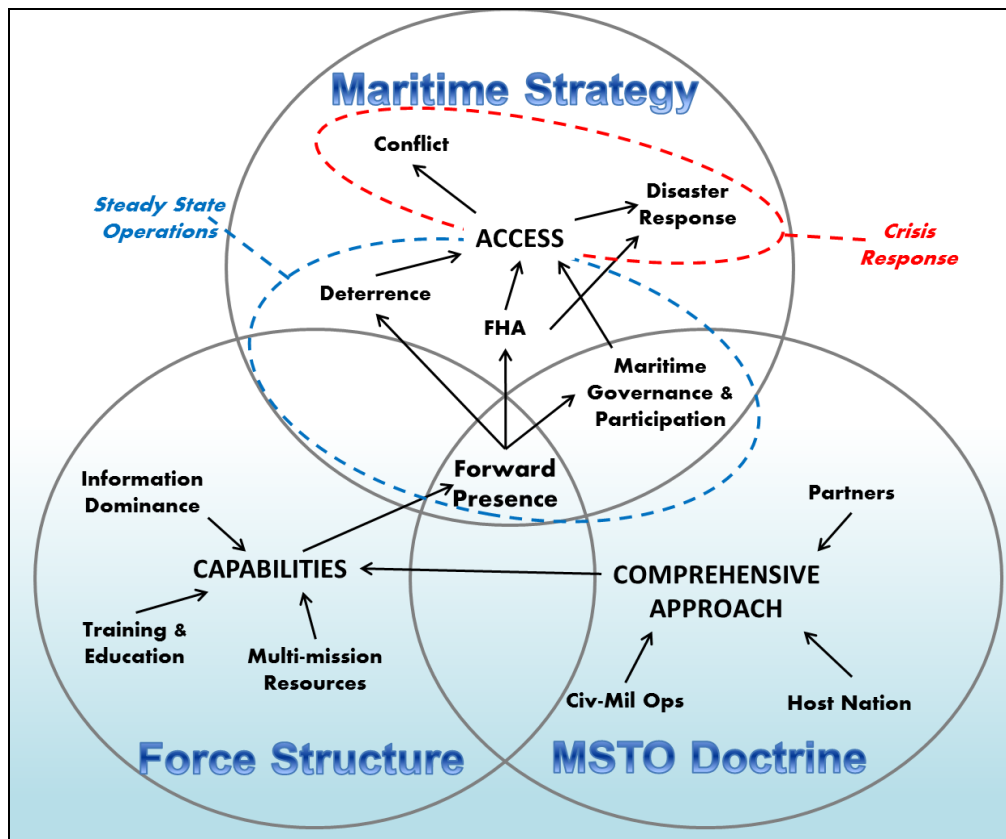 Maritime Strategy
Conflict
Disaster
Response
Steady State
Operations
ACCESS
Crisis
Response
Deterrence
FHA
Maritime
Governance &
Participation
Forward
Presence
Information
Dominance
Partners
CAPABILITIES
COMPREHENSIVE
APPROACH
Training &
Education
Multi-mission
Resources
Civ-Mil Ops
Host Nation
Force Structure
MSTO Doctrine